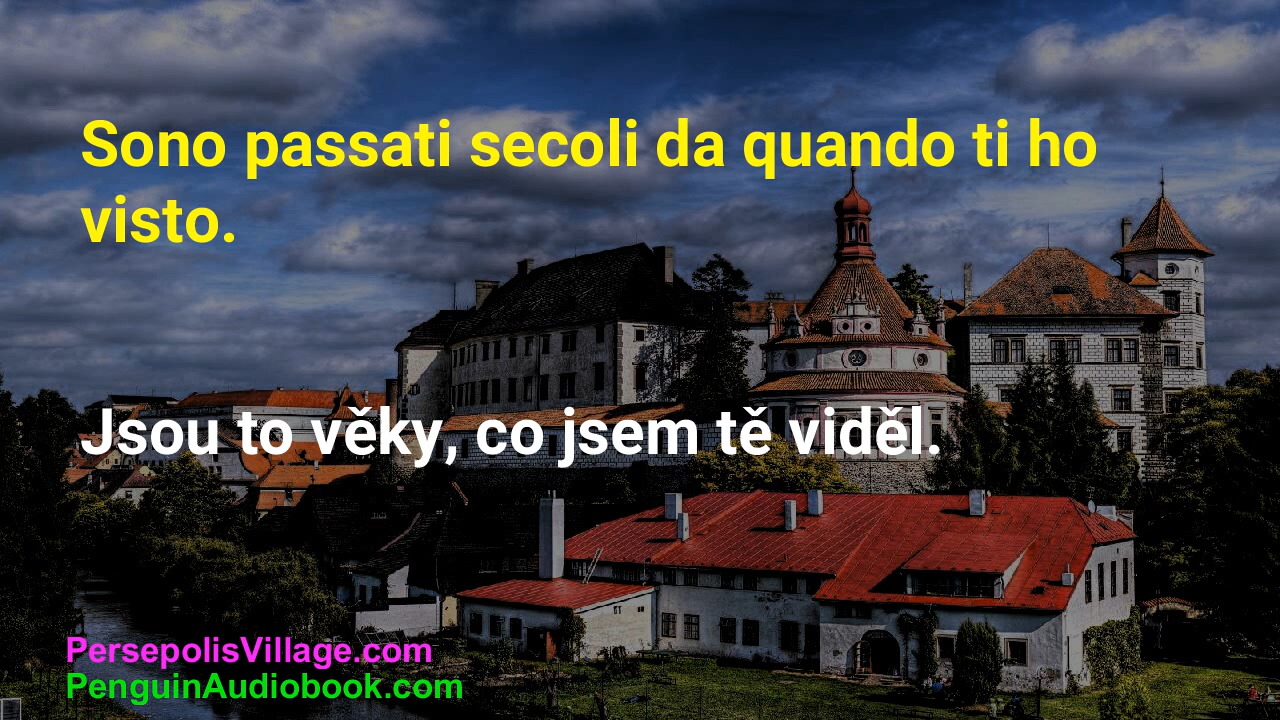 Sono passati secoli da quando ti ho
visto.
Jsou to věky, co jsem tě viděl.
PersepolisVillage.com
PenguinAudiobook.com